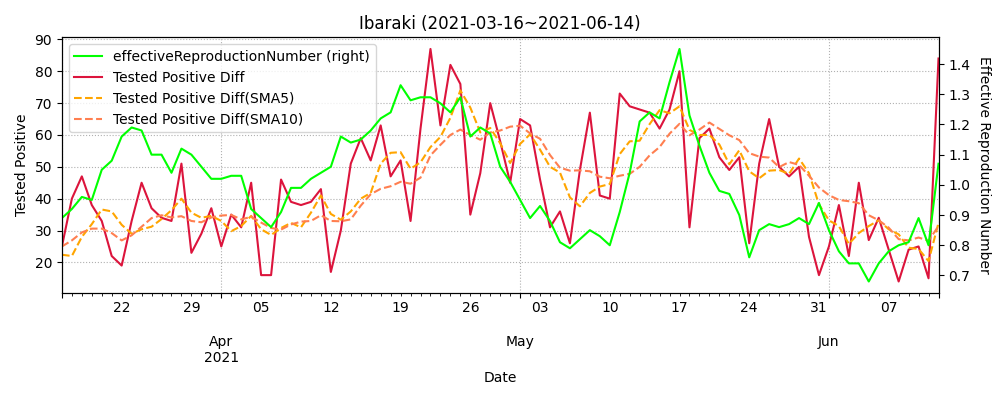 Ibaraki (2021-03-16~2021-06-14)
effectiveReproductionNumber (right)
Tested Positive Diff
Tested Positive Diff(SMA5)
Tested Positive Diff(SMA10)
Tested Positive
90
80
70
60
50
40
30
20
1.4
1.3
1.2
1.1
1.0
0.9
0.8
0.7
Effective Reproduction Number
22 29 05 12 19 26 03 10 17 24 31 07
Apr May Jun
2021
Date